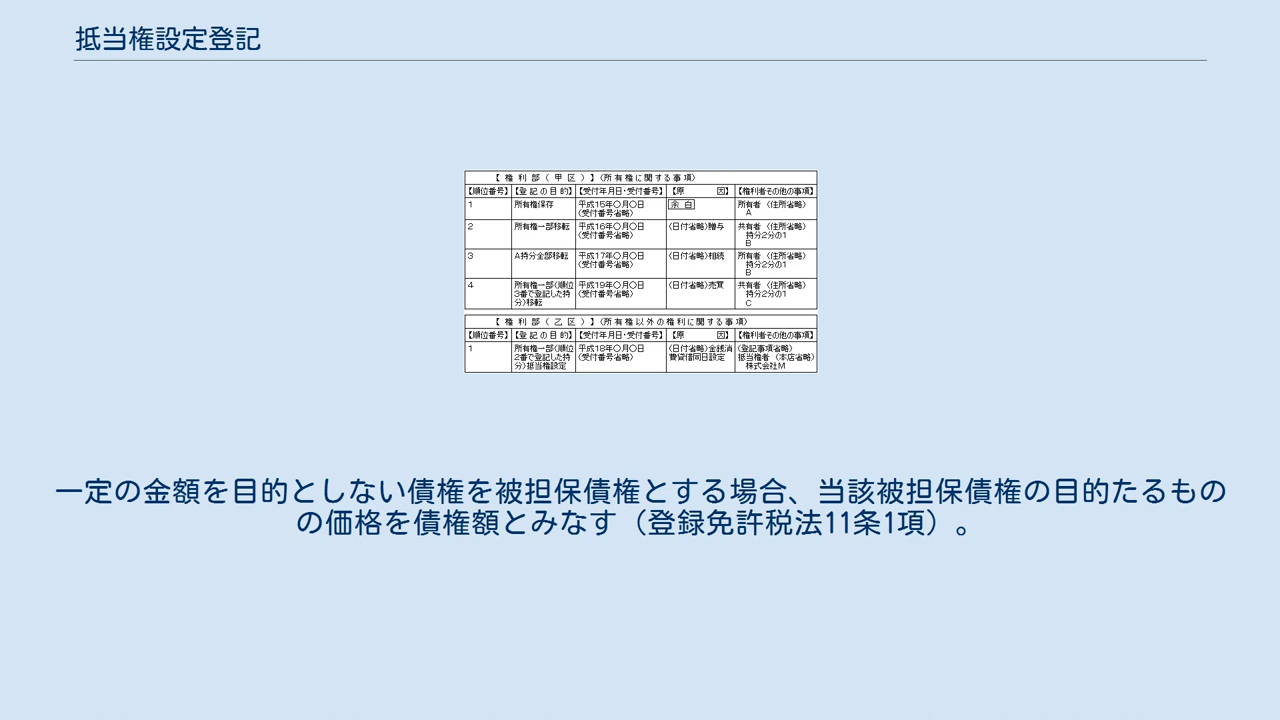 抵当権設定登記
【 権 利 部 （ 甲 区 ） 】（所有権に関する事項）
【順位番号】 【登 記 の 目 的】 【受付年月日・受付番号】 【原 因】 【権利者その他の事項】
1 所有権保存 平成15年〇月〇日 余 白 所有者 （住所省略）
（受付番号省略） A
2 所有権一部移転 平成16年〇月〇日 （日付省略）贈与 共有者 （住所省略）
（受付番号省略） 持分2分の1
B
3 A持分全部移転 平成17年〇月〇日 （日付省略）相続 所有者 （住所省略）
（受付番号省略） 持分2分の1
B
4 所有権一部（順位 平成19年〇月〇日 （日付省略）売買 共有者 （住所省略）
3番で登記した持 （受付番号省略） 持分2分の1
分）移転 C
【 権 利 部 （ 乙 区 ） 】（所有権以外の権利に関する事項）
【順位番号】 【登 記 の 目 的】 【受付年月日・受付番号】 【原 因】 【権利者その他の事項】
1 所有権一部（順位 平成18年〇月〇日 （日付省略）金銭消 （登記事項省略）
2番で登記した持 （受付番号省略） 費貸借同日設定 抵当権者 （本店省略）
分）抵当権設定 株式会社M
一定の金額を目的としない債権を被担保債権とする場合、当該被担保債権の目的たるもの
の価格を債権額とみなす（登録免許税法11条1項）。